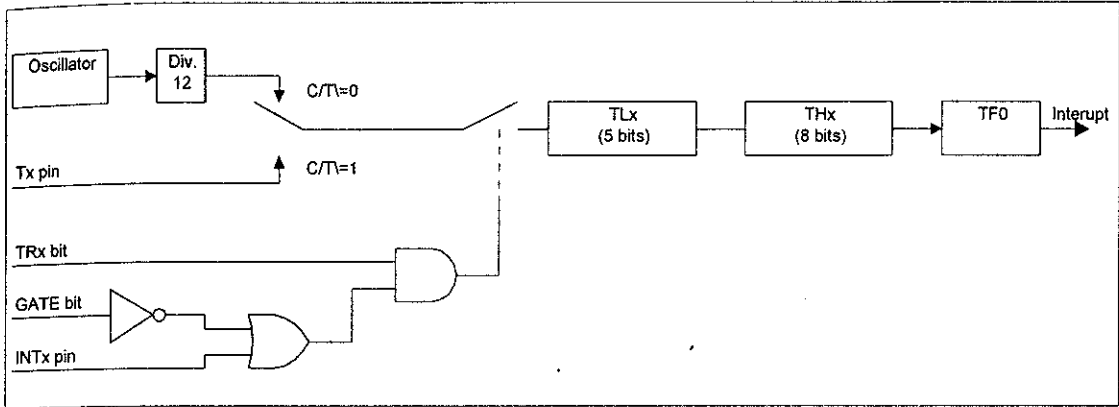 Oscillator
Div.
12
C/T\=0
TLx
(5 bits)
THx
(8 bits)
TF0
Interupt
Tx pin
C/T\=1
TRx bit
GATE bit
INTx pin